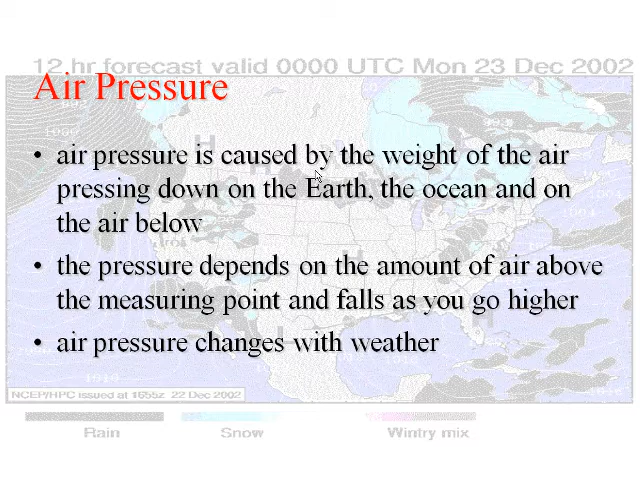 12 hr forecast valid 0000 UTC Mon 23 Dec 2002
Air Pressure
• air pressure is caused by the weight of the air
pressing down on the Earth, the ocean and on
the air below
• the pressure depends on the amount of air above
the measuring point and falls as you go higher
• air pressure changes with weather
NCEP/HPC issued at 1655z 22 Dec 2002
Rain Snow Wintry mix